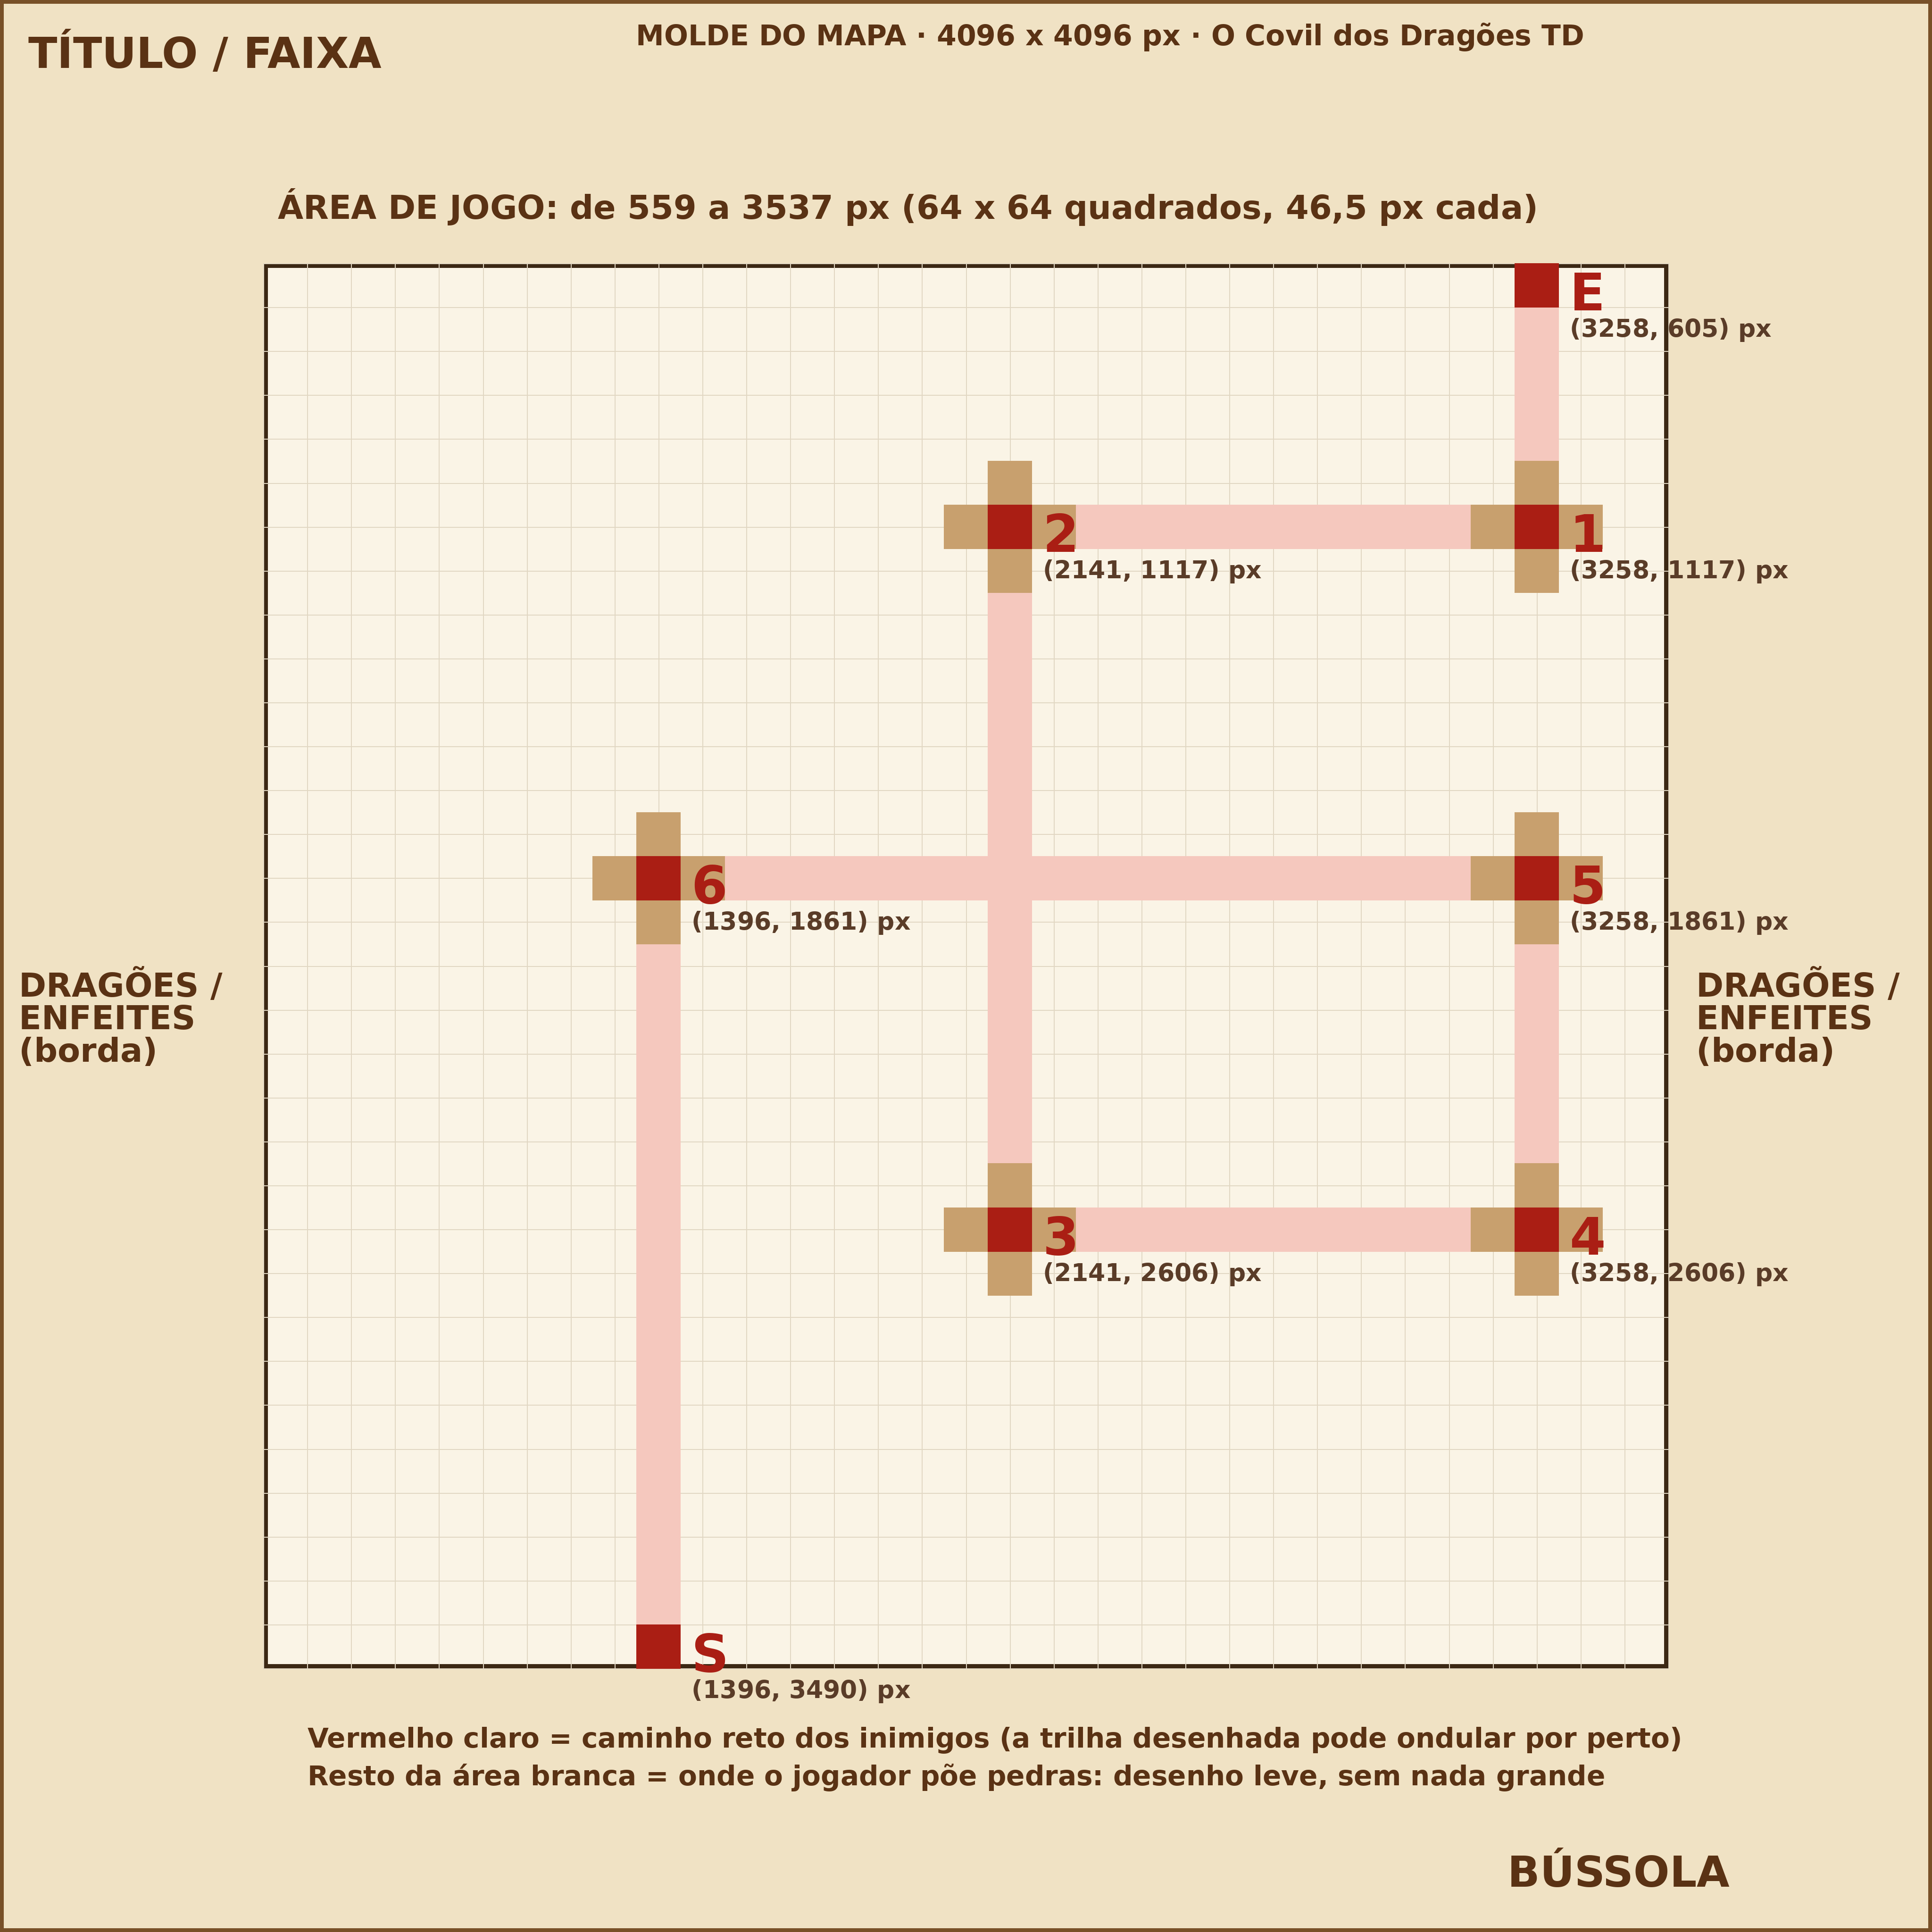 TÍTULO / FAIXA
MOLDE DO MAPA · 4096 x 4096 px · O Covil dos Dragões TD
ÁREA DE JOGO: de 559 a 3537 px (64 x 64 quadrados, 46,5 px cada)
E
(3258, 605) px
2
(2141, 1117) px
1
(3258, 1117) px
6
(1396, 1861) px
5
(3258, 1861) px
DRAGÕES /
ENFEITES
(borda)
DRAGÕES /
ENFEITES
(borda)
3
(2141, 2606) px
4
(3258, 2606) px
S
(1396, 3490) px
Vermelho claro = caminho reto dos inimigos (a trilha desenhada pode ondular por perto)
Resto da área branca = onde o jogador põe pedras: desenho leve, sem nada grande
BÚSSOLA